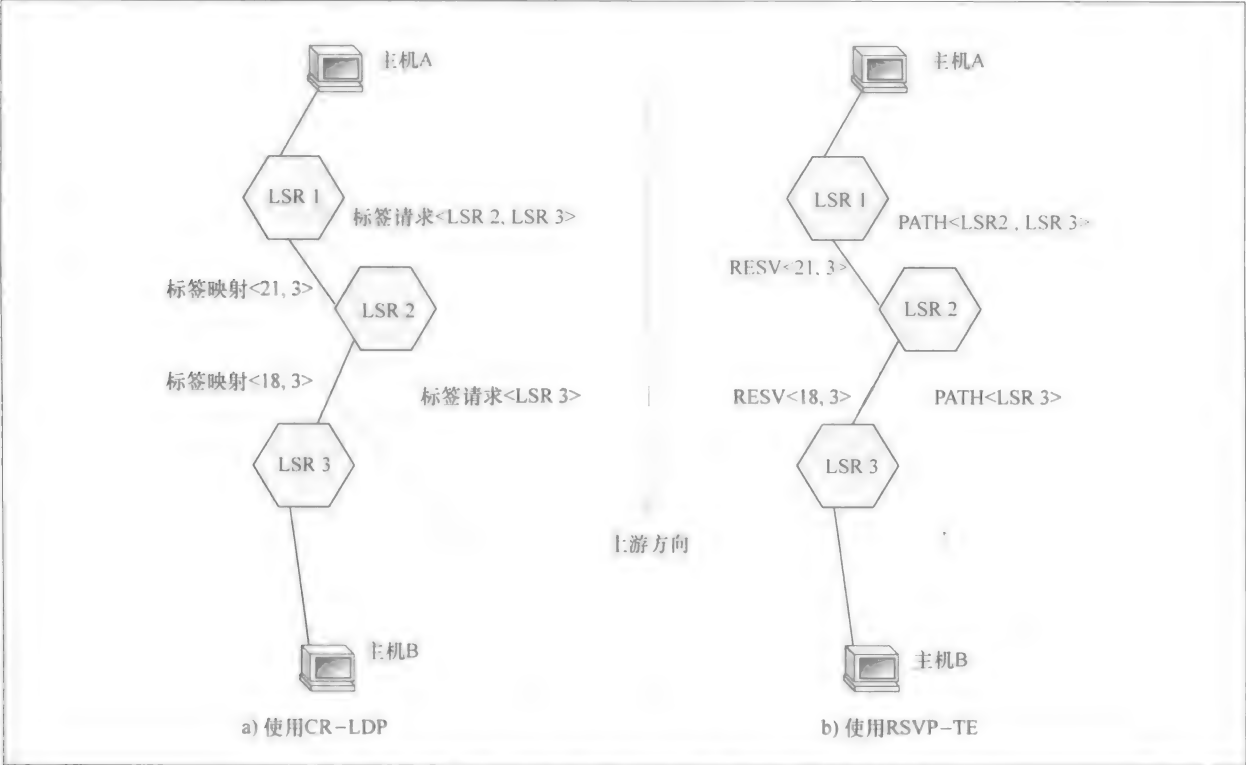 主机A
LSR 1
标签请求<LSR 2, LSR 3>
标签映射<21, 3>
LSR 2
标签映射<18, 3>
标签请求<LSR 3>
LSR 3
主机B
a) 使用CR-LDP
上游方向
主机A
LSR 1
PATH<LSR2 , LSR 3>
RESV<21, 3>
LSR 2
RESV<18, 3>
PATH<LSR 3>
LSR 3
主机B
b) 使用RSVP-TE